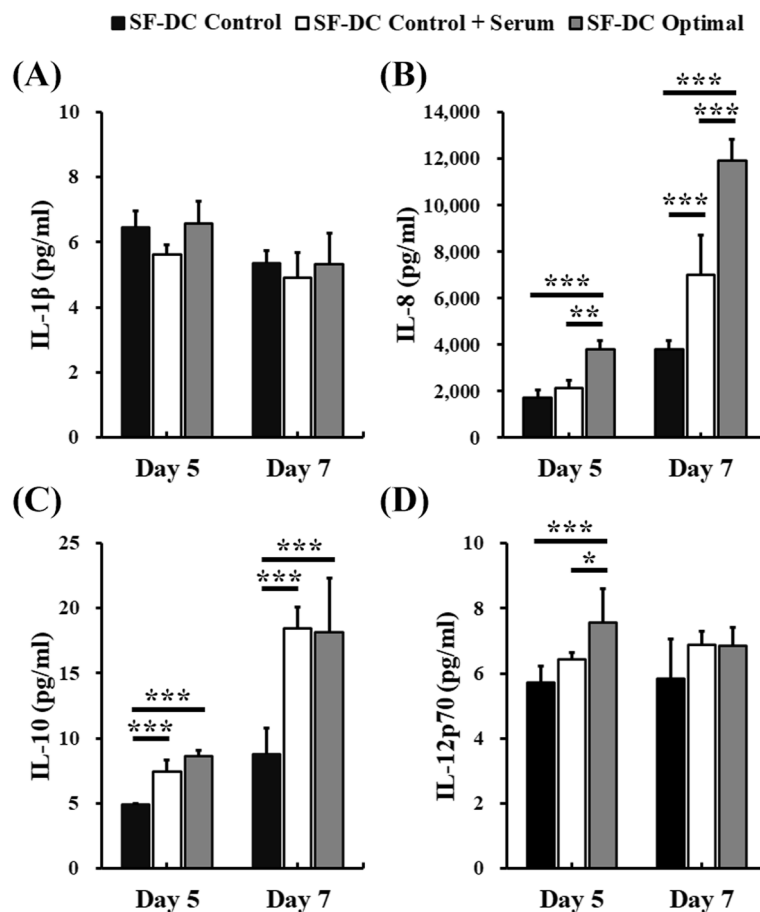 SF-DC Control SF-DC Control + Serum SF-DC Optimal
(A)
10
8
6
4
2
0
IL-1β (pg/ml)
Day 5 Day 7
(B)
14,000
12,000
10,000
8,000
6,000
4,000
2,000
0
IL-8 (pg/ml)
***
**
***
***
***
Day 5 Day 7
(C)
25
20
15
10
5
0
IL-10 (pg/ml)
***
***
***
***
Day 5 Day 7
(D)
10
8
6
4
2
0
IL-12p70 (pg/ml)
***
*
Day 5 Day 7